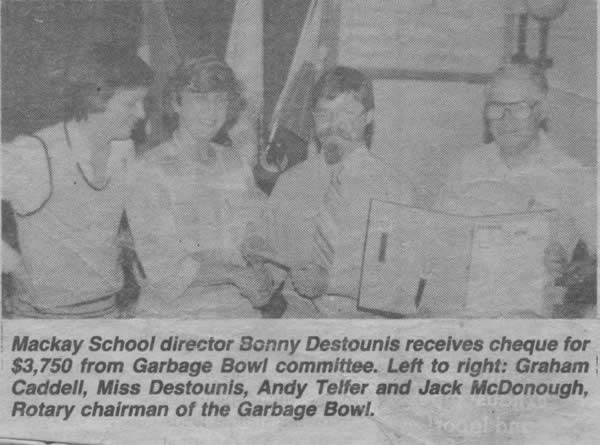 Mackay School director Bonny Destounis receives cheque for
$3,750 from Garbage Bowl committee. Left to right: Graham
Caddell, Miss Destounis, Andy Telfer and Jack McDonough,
Rotary chairman of the Garbage Bowl.